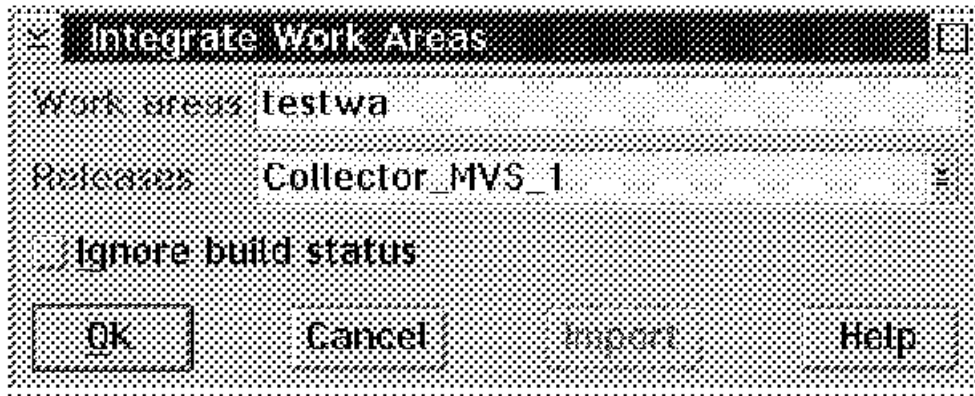 Integrate Work Areas
Work areas testwa
Releases Collector_MVS_1
Ignore build status
OK Cancel Import Help